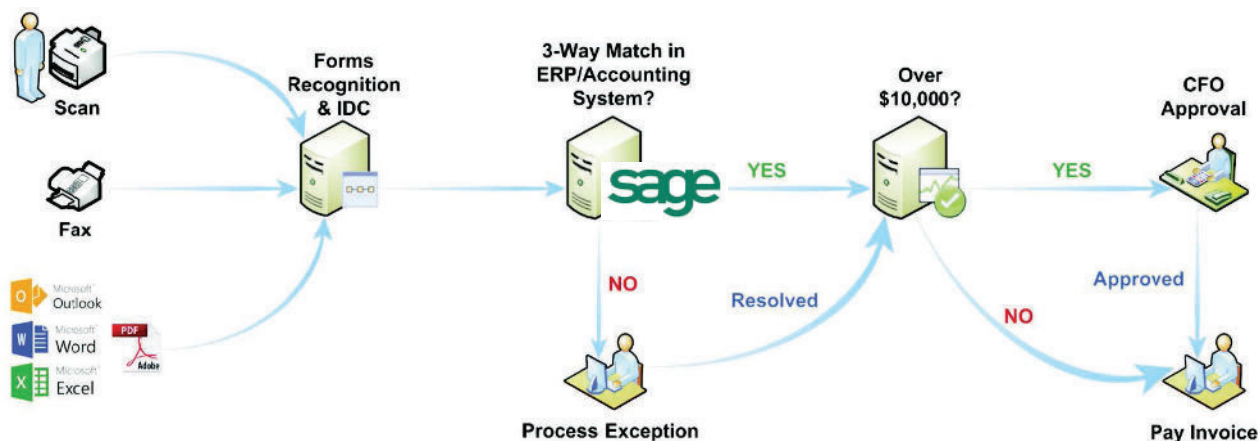 Scan
Fax
Microsoft
Outlook
Microsoft
Word
Microsoft
Excel
PDF
Adobe
Forms
Recognition
& IDC
3-Way Match in
ERP/Accounting
System?
sage
YES
NO
Process Exception
Resolved
Over
$10,000?
YES
NO
CFO
Approval
Approved
Pay Invoice